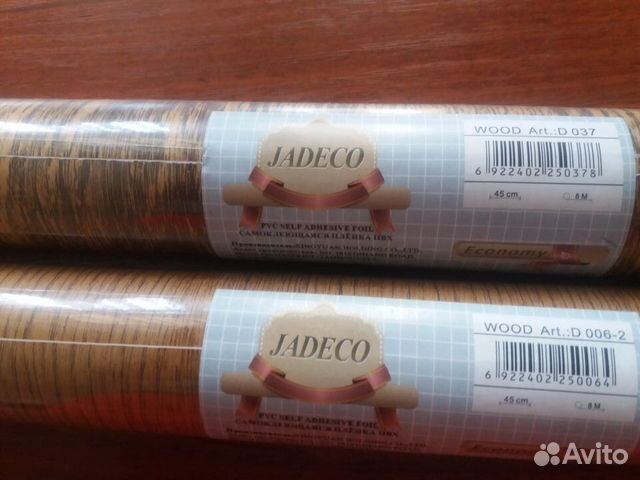 JADECO
PVC SELF ADHESIVE FOIL
САМОКЛЕЮЩАЯСЯ ПЛЁНКА ПВХ
WOOD Art.:D 037
6 922402 250378
45 cm
8 M
Economy
JADECO
PVC SELF ADHESIVE FOIL
САМОКЛЕЮЩАЯСЯ ПЛЁНКА ПВХ
WOOD Art.:D 006-2
6 922402 250064
45 cm
8 M
Economy
Avito